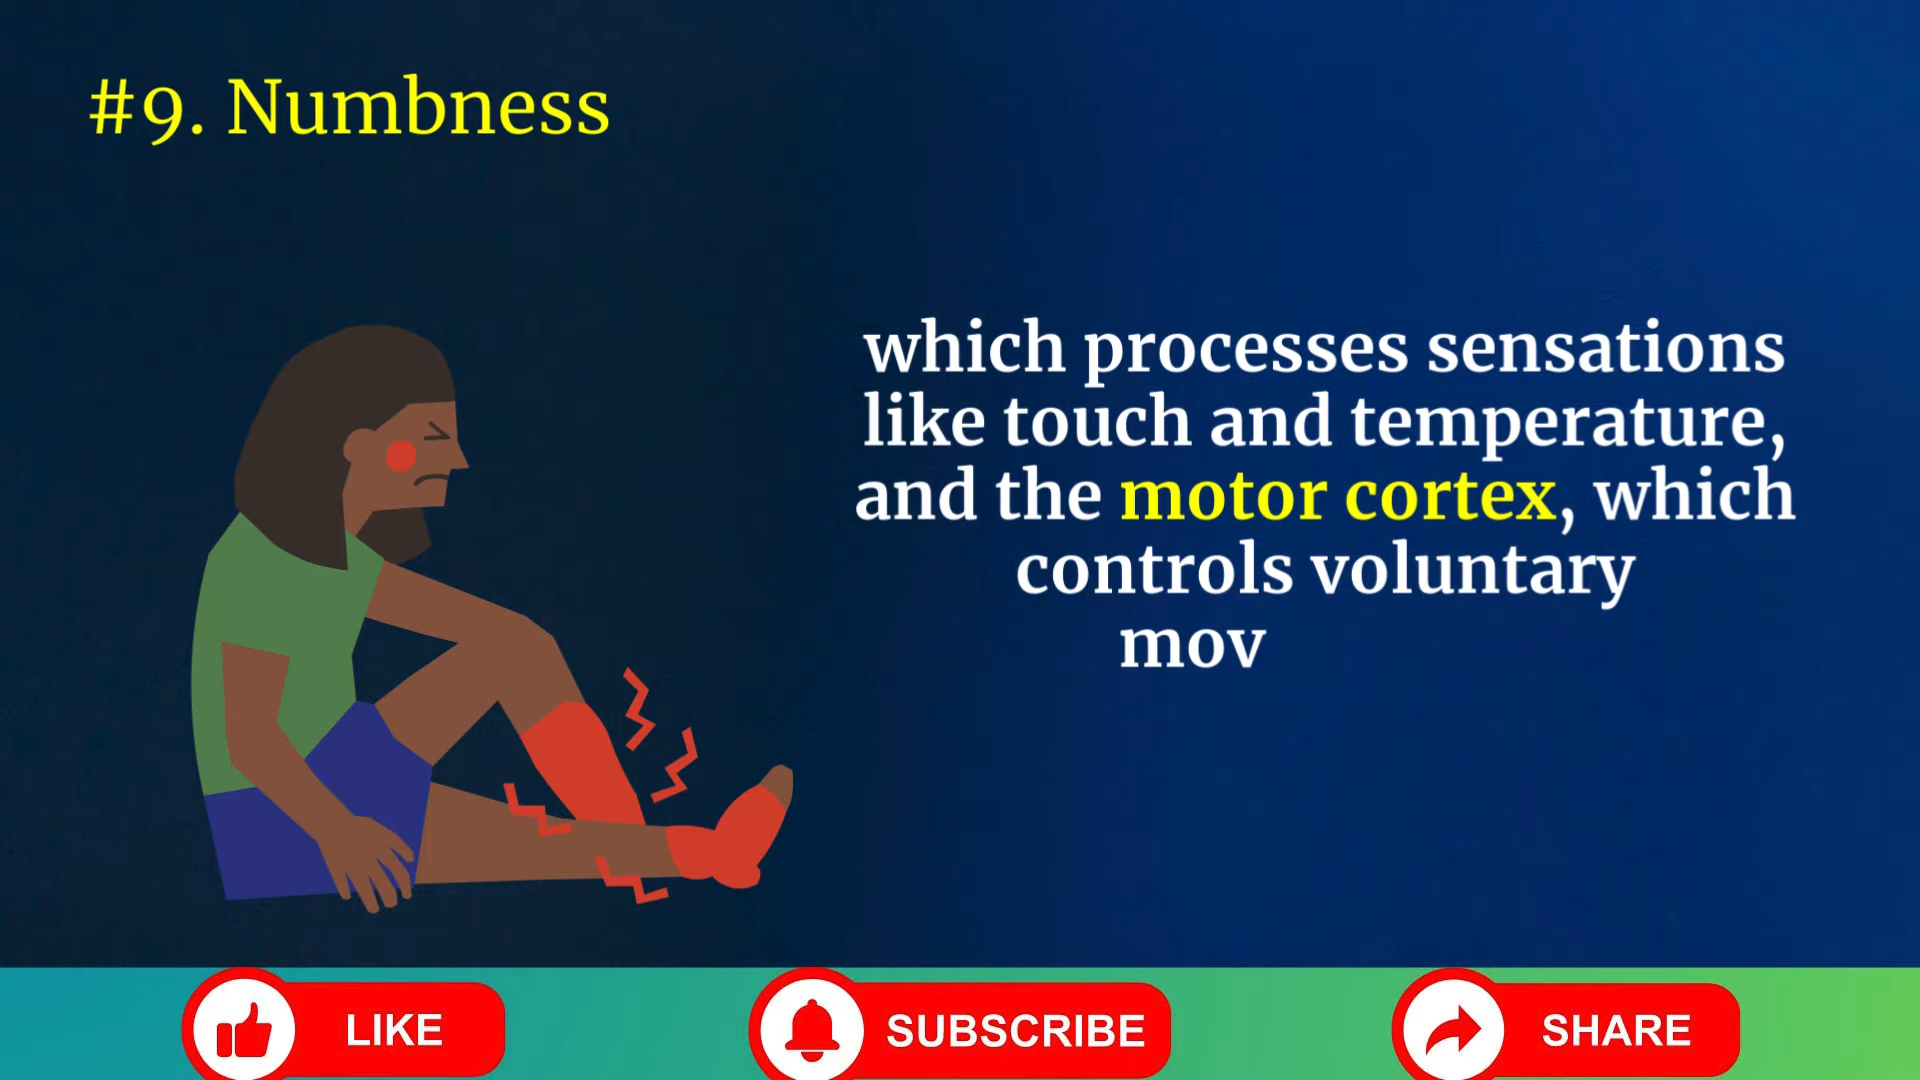 #9. Numbness
which processes sensations
like touch and temperature,
and the motor cortex, which
controls voluntary
mov
LIKE
SUBSCRIBE
SHARE